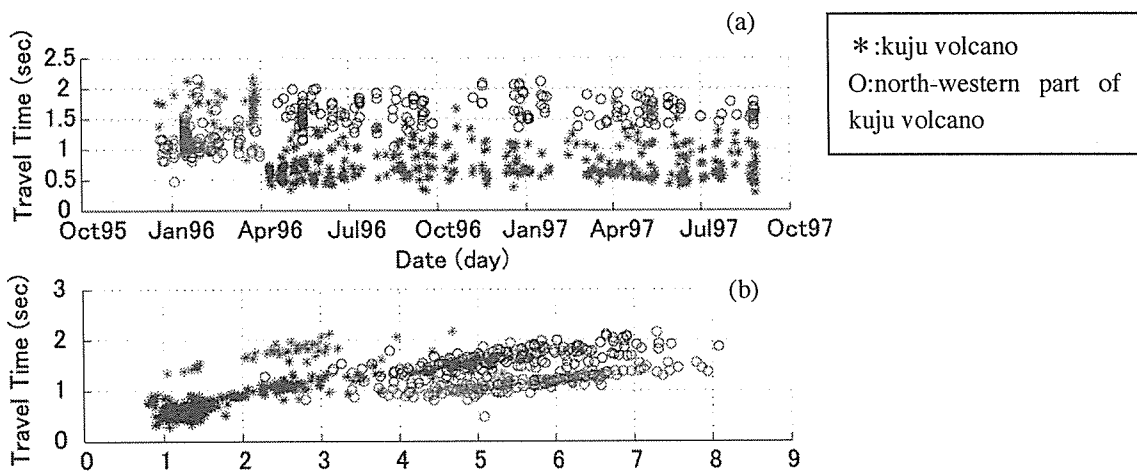 (a)
Travel Time (sec)
2.5
2
1.5
1
0.5
0
Oct95 Jan96 Apr96 Jul96 Oct96 Jan97 Apr97 Jul97 Oct97
Date (day)
*:kuju volcano
O:north-western part of
kuju volcano
(b)
Travel Time (sec)
3
2
1
0
0 1 2 3 4 5 6 7 8 9